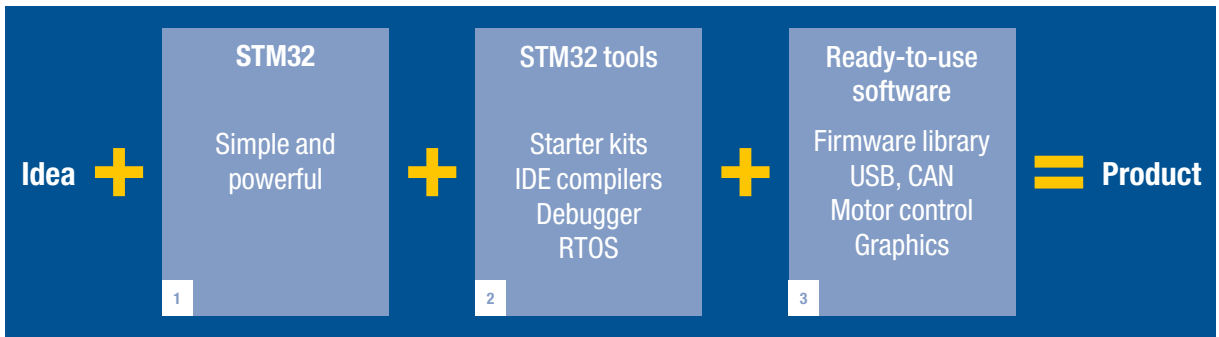 Idea
+
STM32
Simple and
powerful
1
+
STM32 tools
Starter kits
IDE compilers
Debugger
RTOS
2
+
Ready-to-use
software
Firmware library
USB, CAN
Motor control
Graphics
3
=
Product